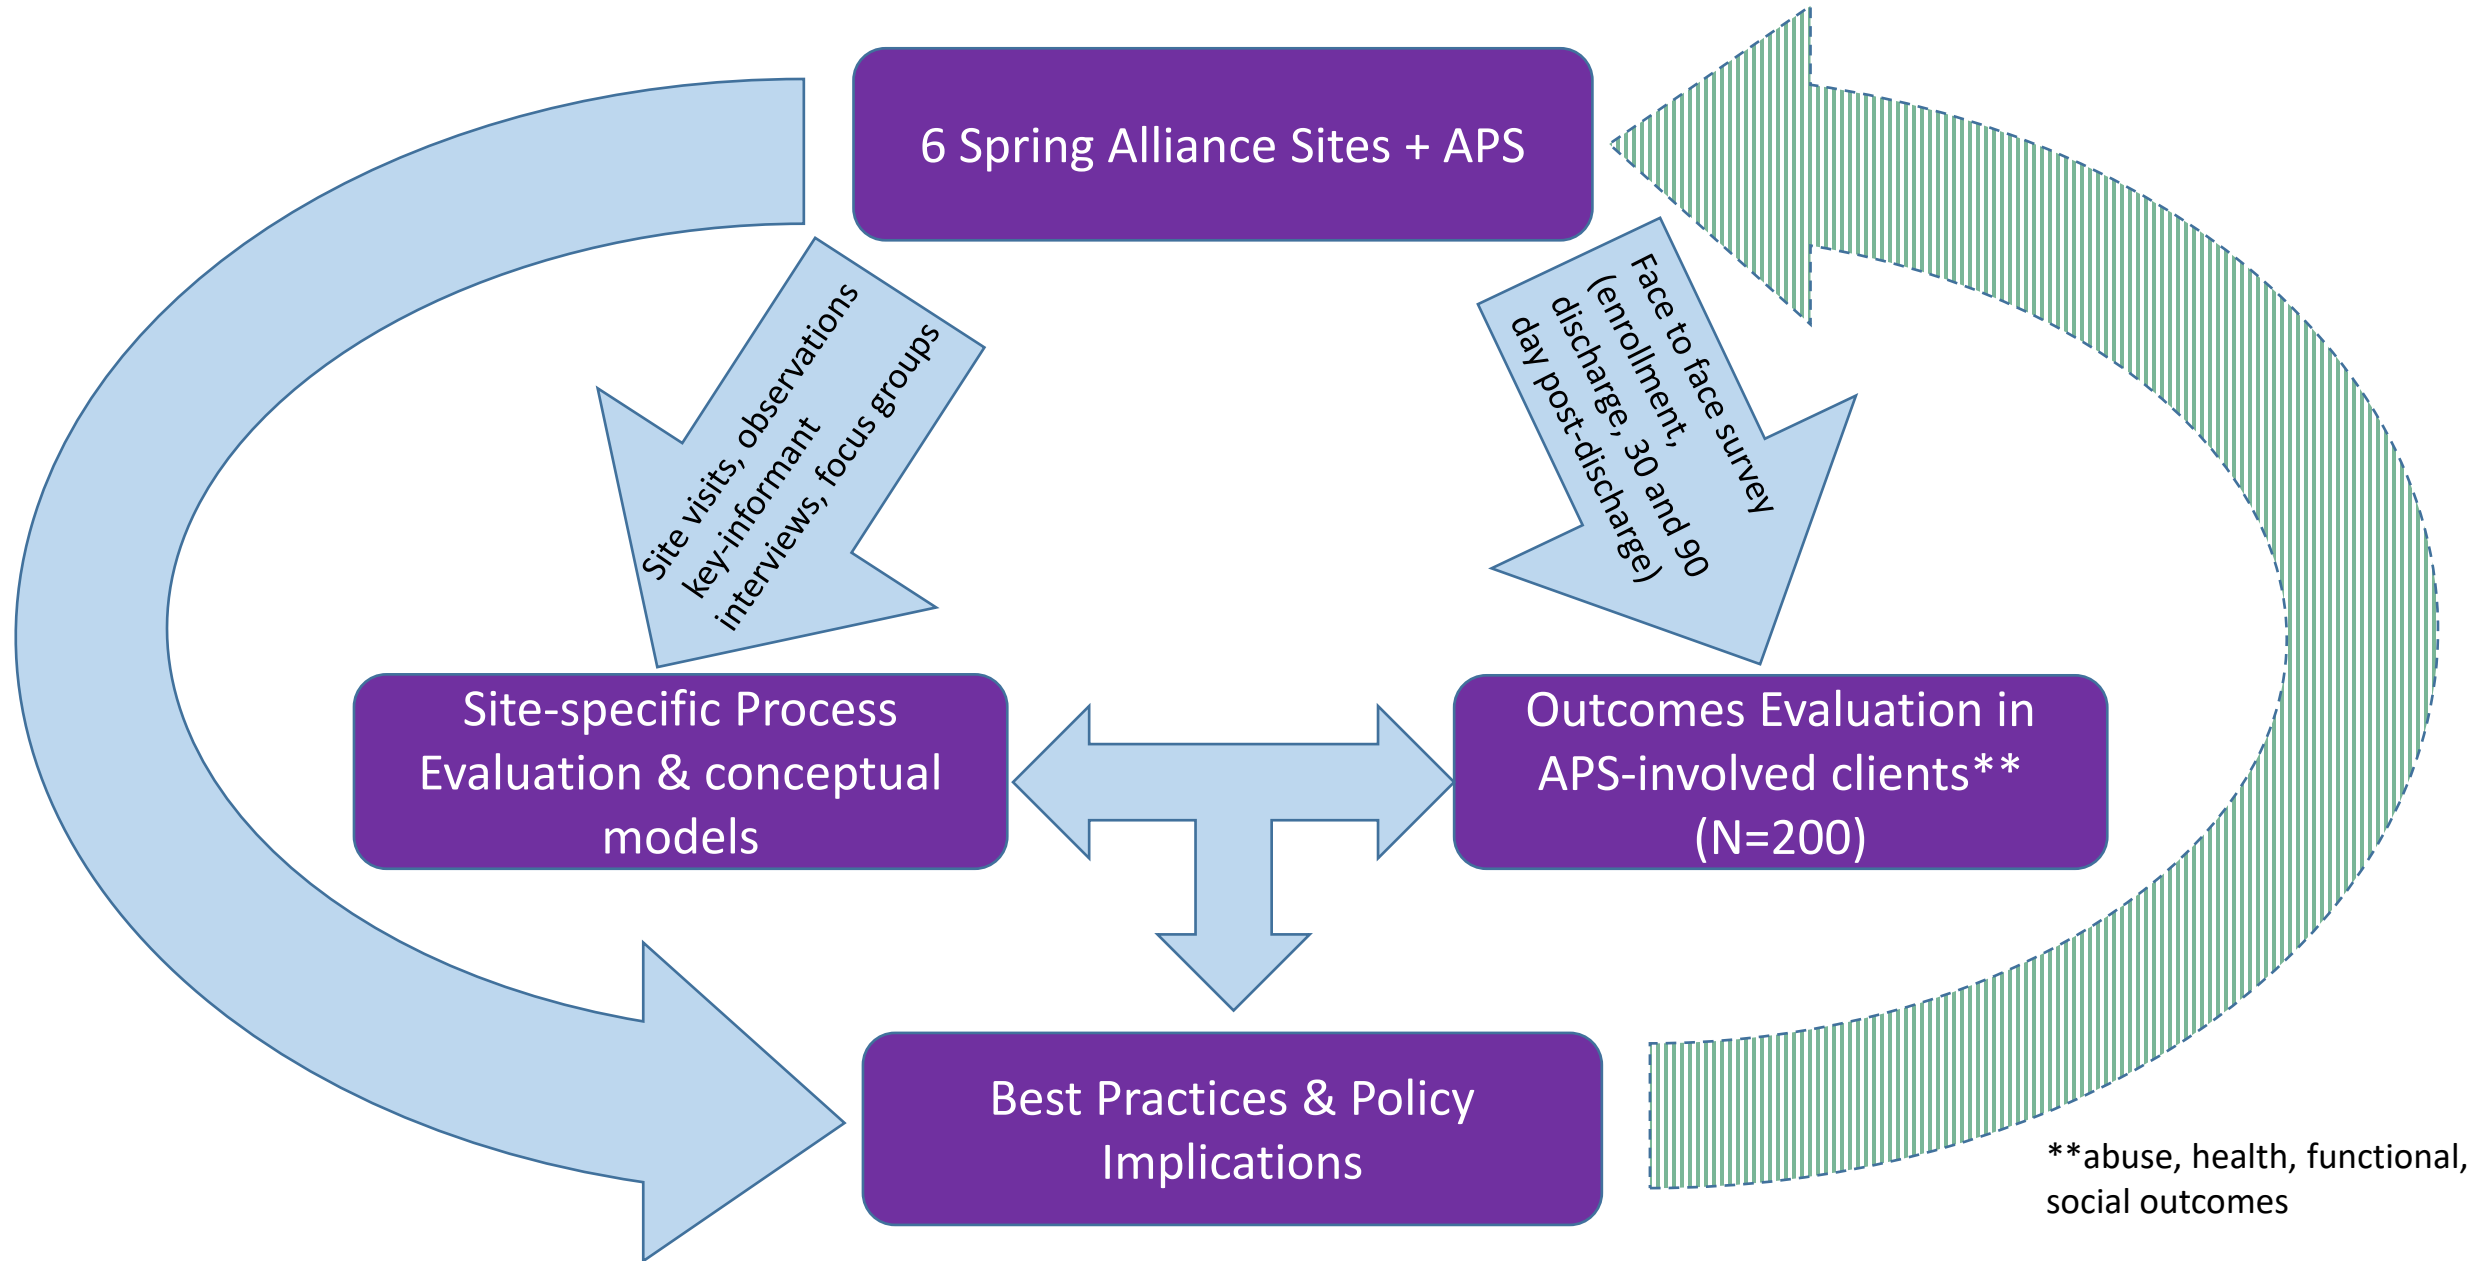 6 Spring Alliance Sites + APS
Site visits, observations
key-informant
interviews, focus groups
Face to face survey
(enrollment,
discharge, 30 and 90
day post-discharge)
Site-specific Process
Evaluation & conceptual
models
Outcomes Evaluation in
APS-involved clients**
(N=200)
Best Practices & Policy
Implications
**abuse, health, functional,
social outcomes